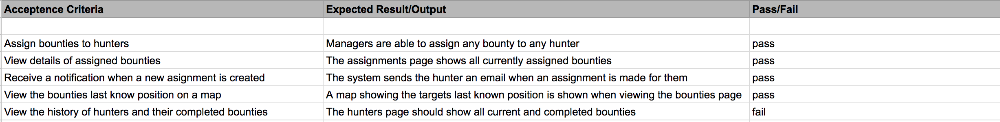 Acceptence Criteria Expected Result/Output Pass/Fail
Assign bounties to hunters Managers are able to assign any bounty to any hunter pass
View details of assigned bounties The assignments page shows all currently assigned bounties pass
Receive a notification when a new asignment is created The system sends the hunter an email when an assignment is made for them pass
View the bounties last know position on a map A map showing the targets last known position is shown when viewing the bounties page pass
View the history of hunters and their completed bounties The hunters page should show all current and completed bounties fail